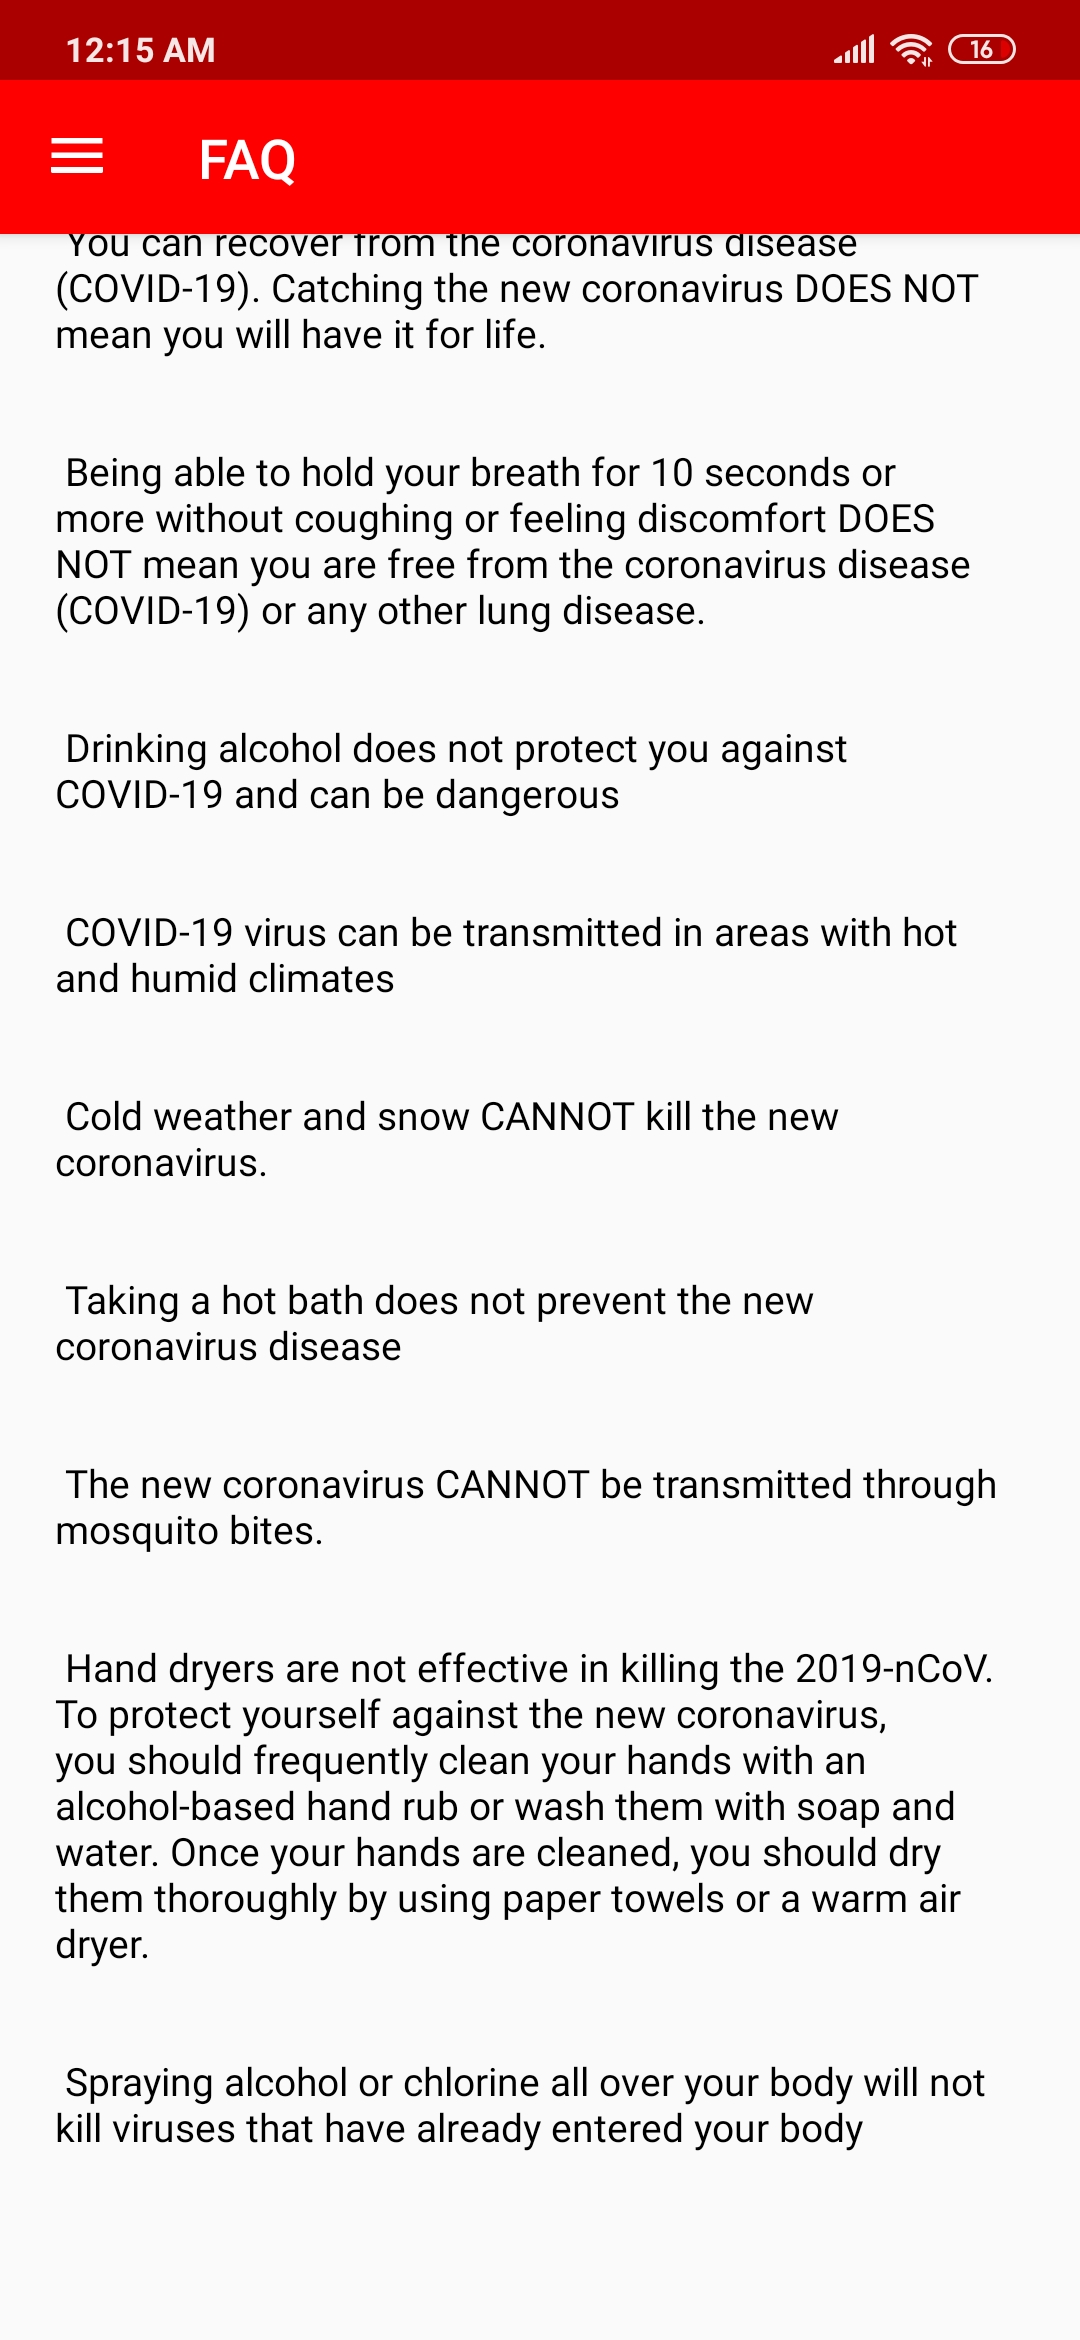 12:15 AM
16
FAQ
You can recover from the coronavirus disease
(COVID-19). Catching the new coronavirus DOES NOT
mean you will have it for life.
Being able to hold your breath for 10 seconds or
more without coughing or feeling discomfort DOES
NOT mean you are free from the coronavirus disease
(COVID-19) or any other lung disease.
Drinking alcohol does not protect you against
COVID-19 and can be dangerous
COVID-19 virus can be transmitted in areas with hot
and humid climates
Cold weather and snow CANNOT kill the new
coronavirus.
Taking a hot bath does not prevent the new
coronavirus disease
The new coronavirus CANNOT be transmitted through
mosquito bites.
Hand dryers are not effective in killing the 2019-nCoV.
To protect yourself against the new coronavirus,
you should frequently clean your hands with an
alcohol-based hand rub or wash them with soap and
water. Once your hands are cleaned, you should dry
them thoroughly by using paper towels or a warm air
dryer.
Spraying alcohol or chlorine all over your body will not
kill viruses that have already entered your body